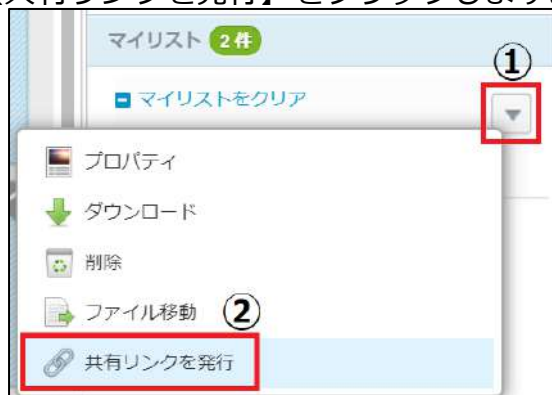 共有リンクを発行】をクリックします。
マイリスト 2件
①
マイリストをクリア
プロパティ
ダウンロード
削除
ファイル移動 ②
共有リンクを発行